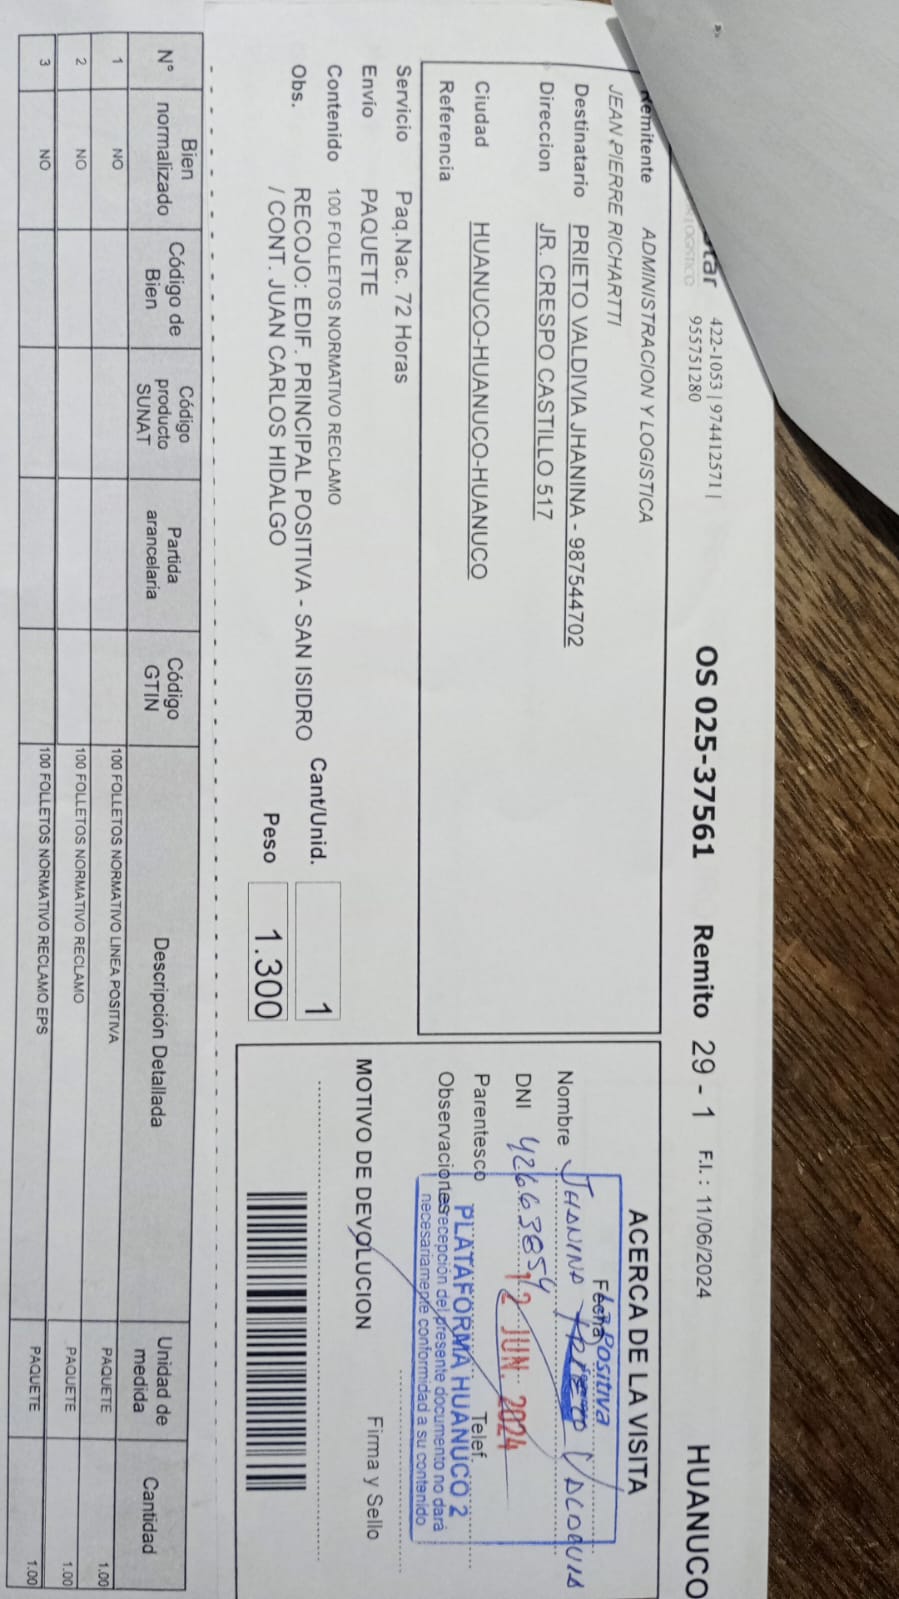 422-1053 | 974412571 |
955751280
OS 025-37561 Remito 29 - 1 F.I. : 11/06/2024 HUANUCO
Remitente ADMINISTRACION Y LOGISTICA
JEAN PIERRE RICHARTTI
Destinatario PRIETO VALDIVIA JHANINA - 987544702
Direccion JR. CRESPO CASTILLO 517
Ciudad HUANUCO-HUANUCO-HUANUCO
Referencia
Servicio Paq.Nac. 72 Horas
Envío PAQUETE
Contenido 100 FOLLETOS NORMATIVO RECLAMO
Obs. RECOJO: EDIF. PRINCIPAL POSITIVA - SAN ISIDRO
/ CONT. JUAN CARLOS HIDALGO
Cant/Unid. 1
Peso 1.300
ACERCA DE LA VISITA
Fecha
Positiva
Nombre JHANINA PRIETO
DNI 42663854
12 JUN. 2024
Parentesco Telef.
PLATAFORMA HUANUCO 2
Observaciones
recepción del presente documento no dará
necesariamente conformidad a su contenido
MOTIVO DE DEVOLUCION Firma y Sello
N° Bien normalizado Código de Bien Código producto SUNAT Partida arancelaria Código GTIN Descripción Detallada Unidad de medida Cantidad
1 NO 100 FOLLETOS NORMATIVO LINEA POSITIVA PAQUETE 1.00
2 NO 100 FOLLETOS NORMATIVO RECLAMO PAQUETE 1.00
3 NO 100 FOLLETOS NORMATIVO RECLAMO EPS PAQUETE 1.00